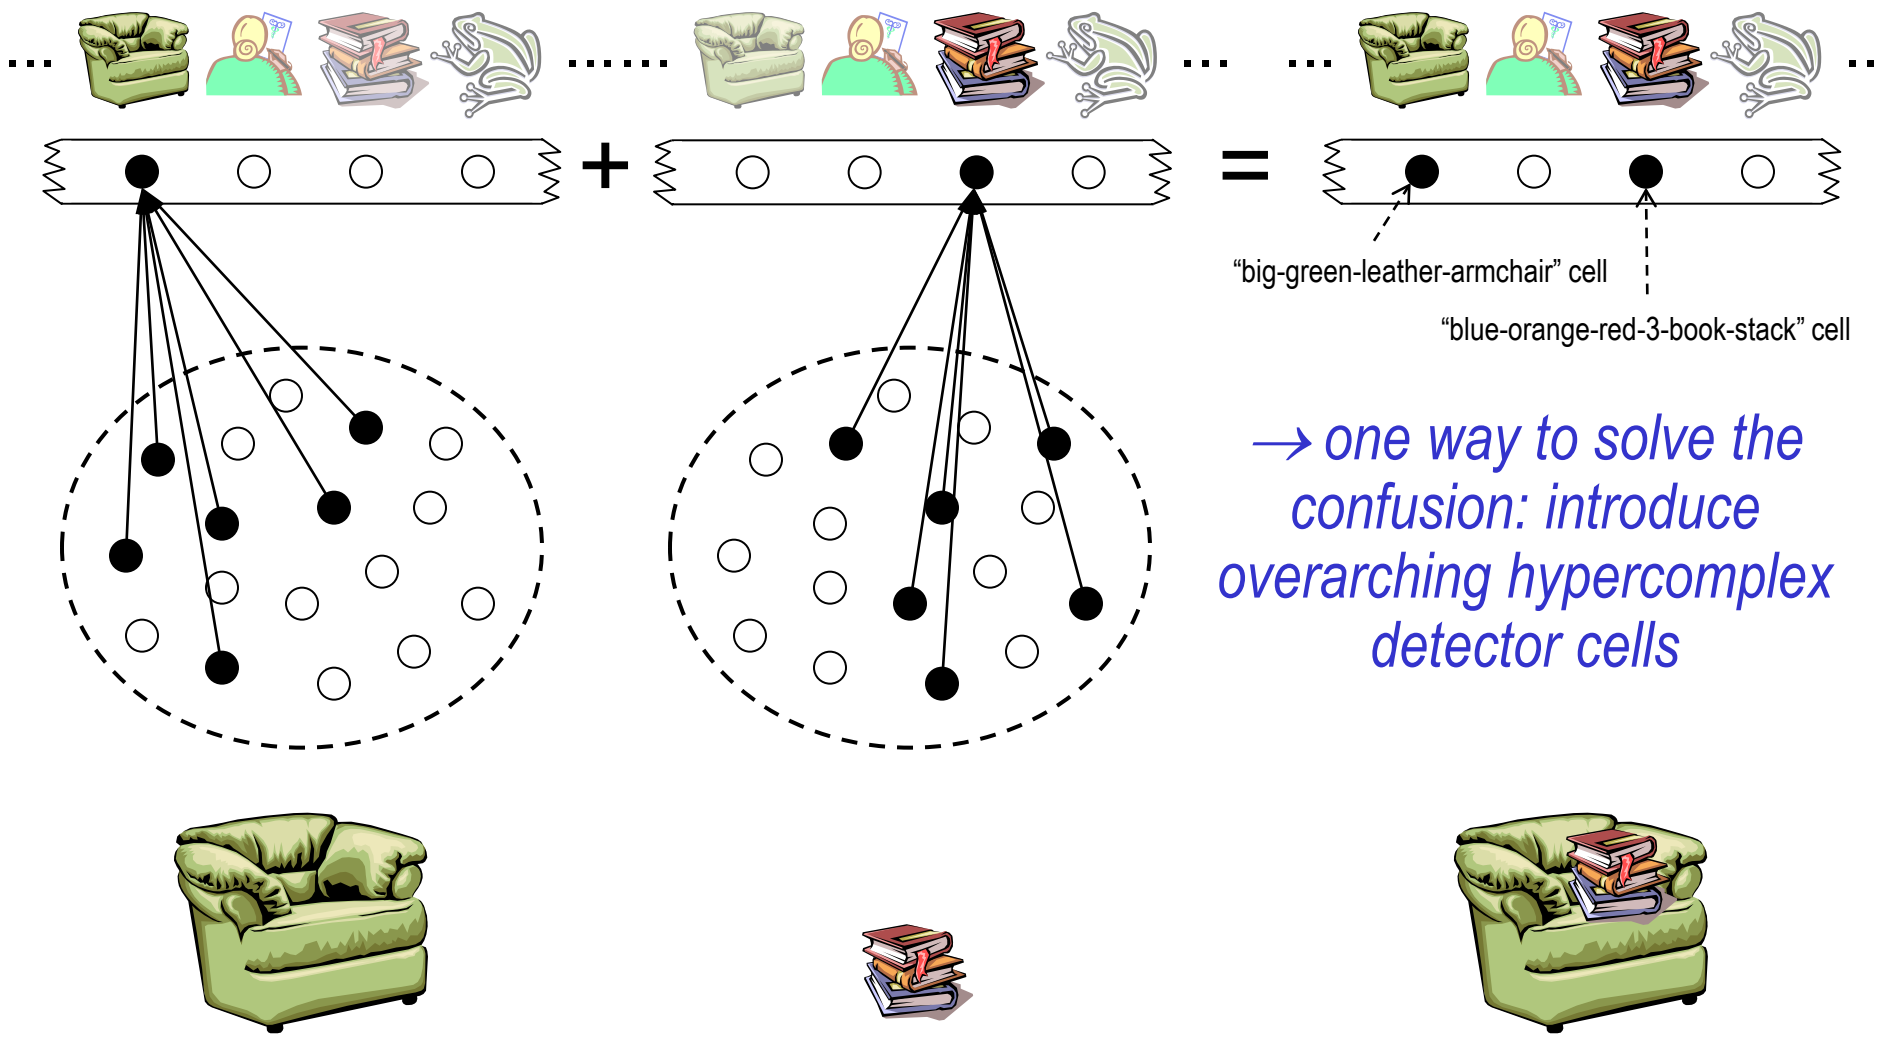 +
=
“big-green-leather-armchair” cell
“blue-orange-red-3-book-stack” cell
→ one way to solve the
confusion: introduce
overarching hypercomplex
detector cells